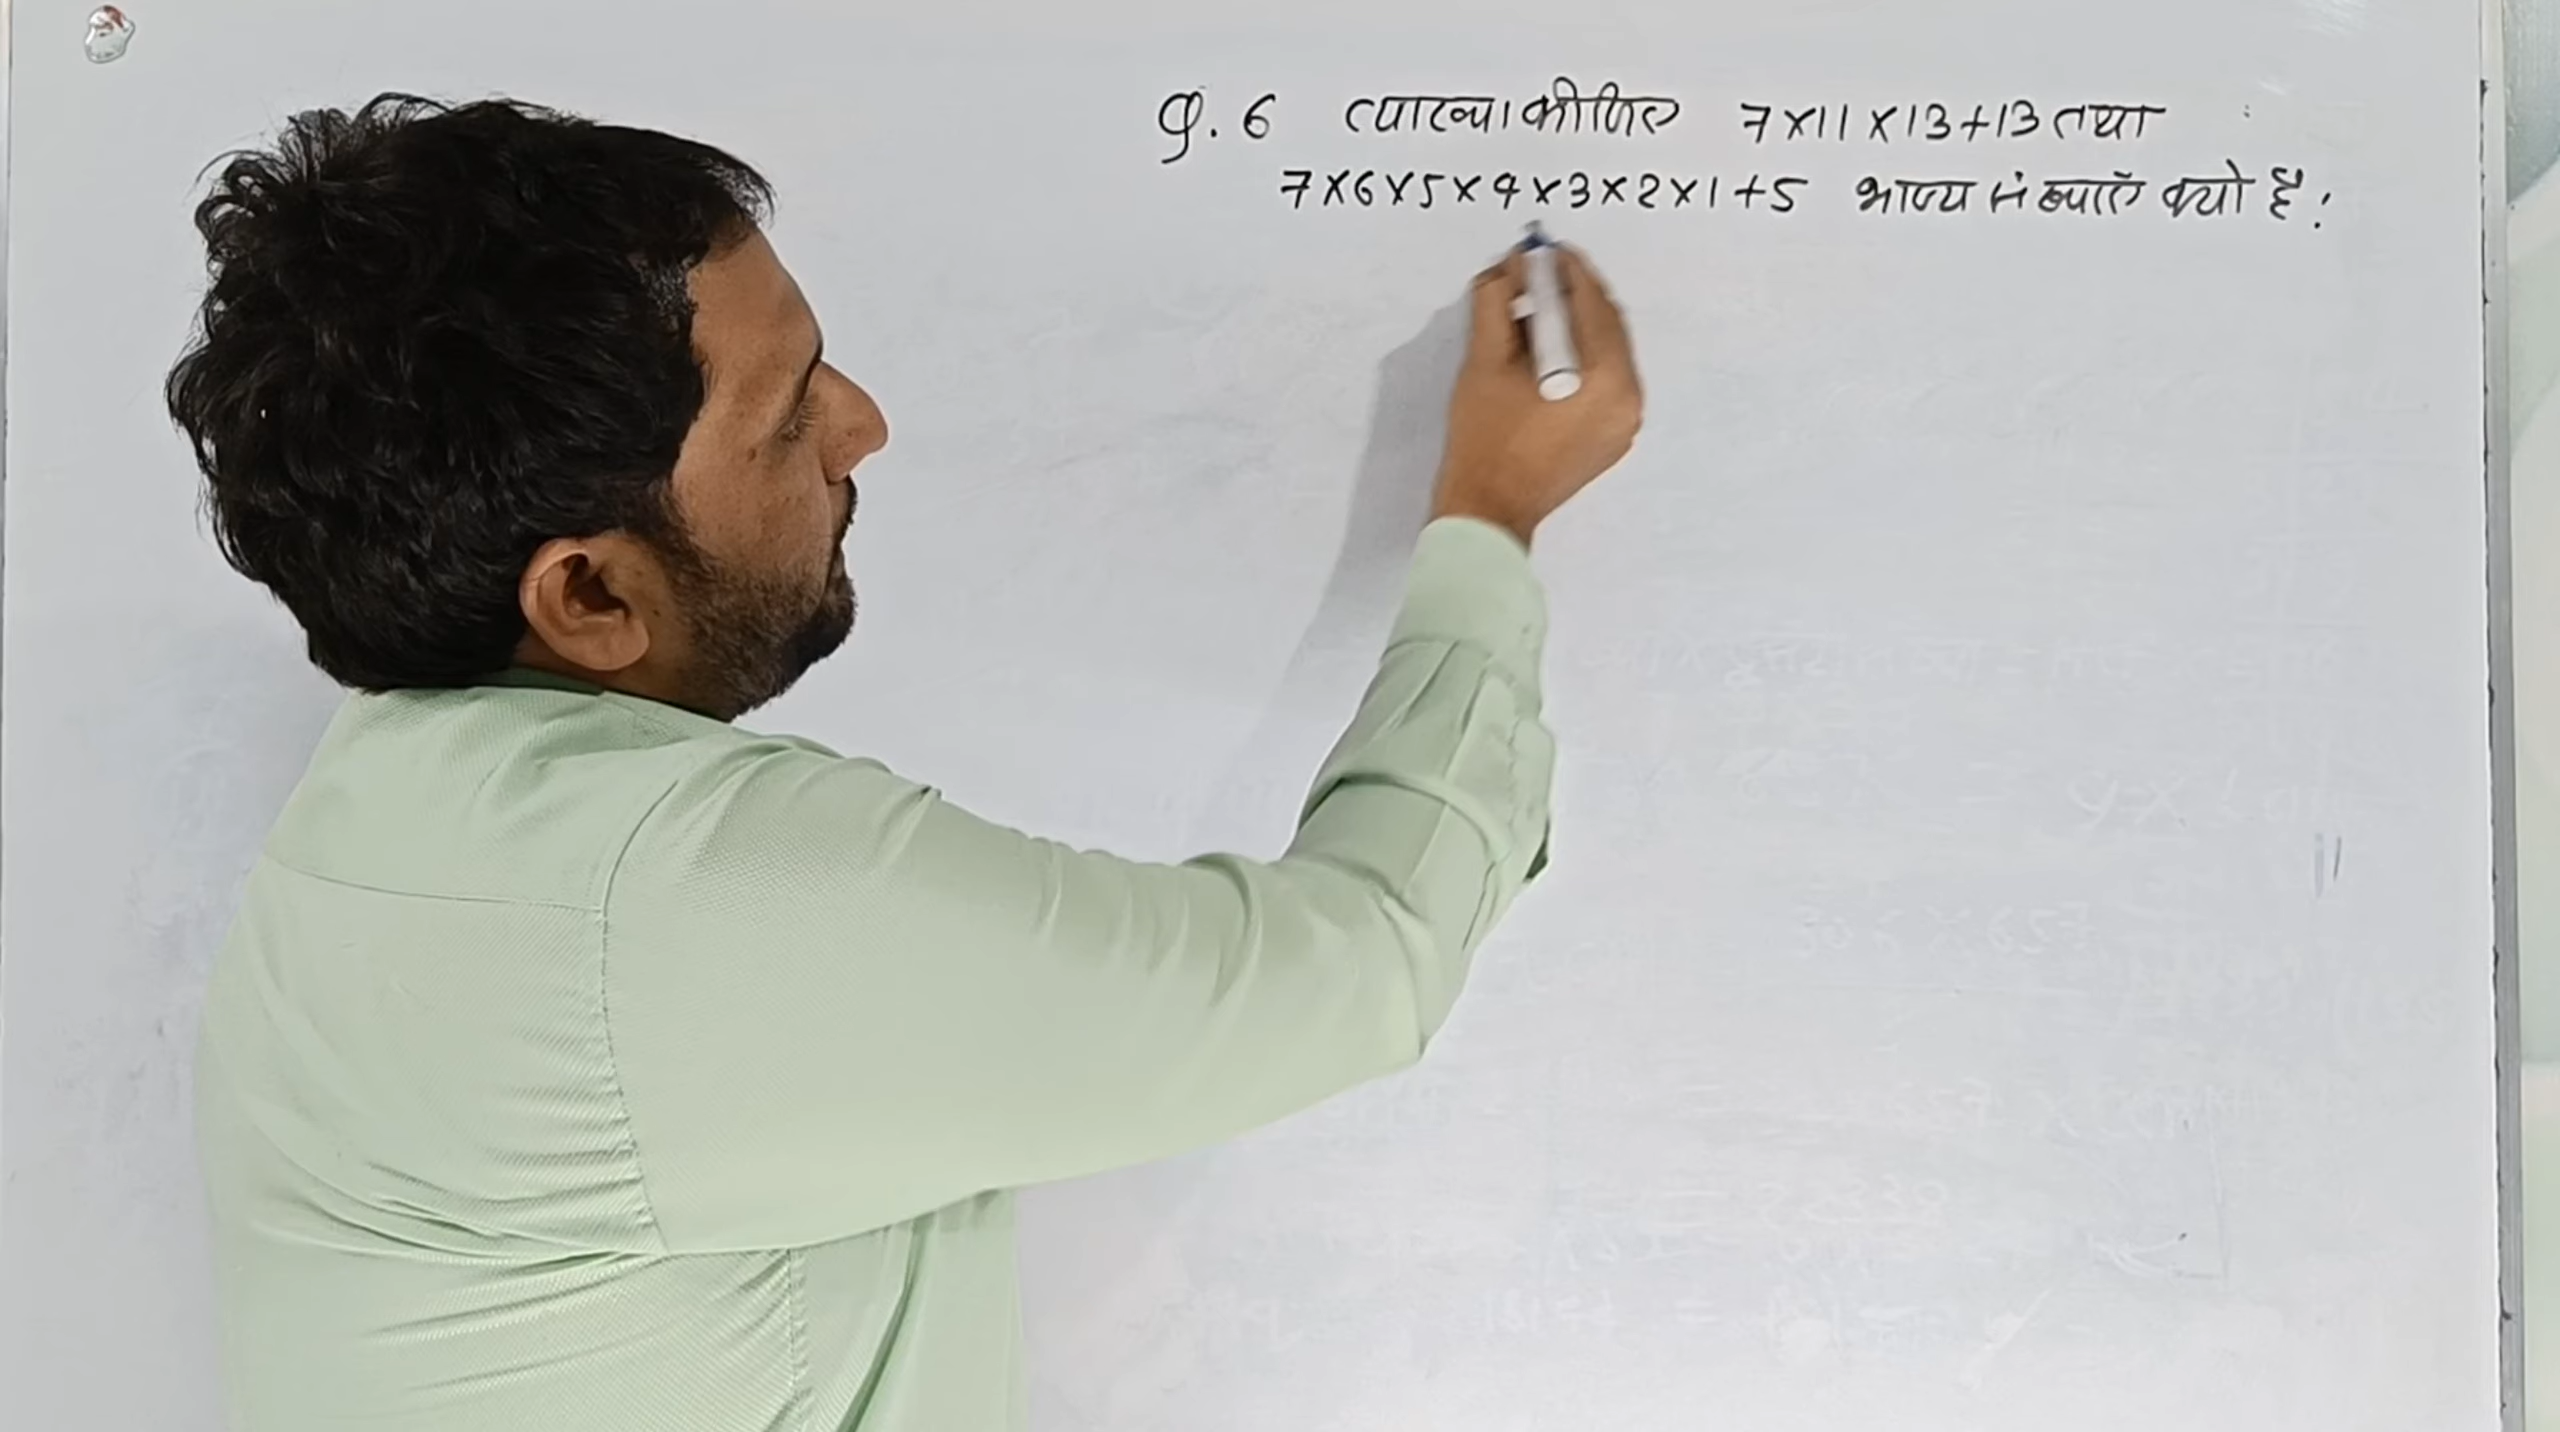 Q. 6 व्याख्या कीजिए 7×11×13+13 तथा
7×6×5×4×3×2×1+5 भाज्य संख्याएँ क्यों है: